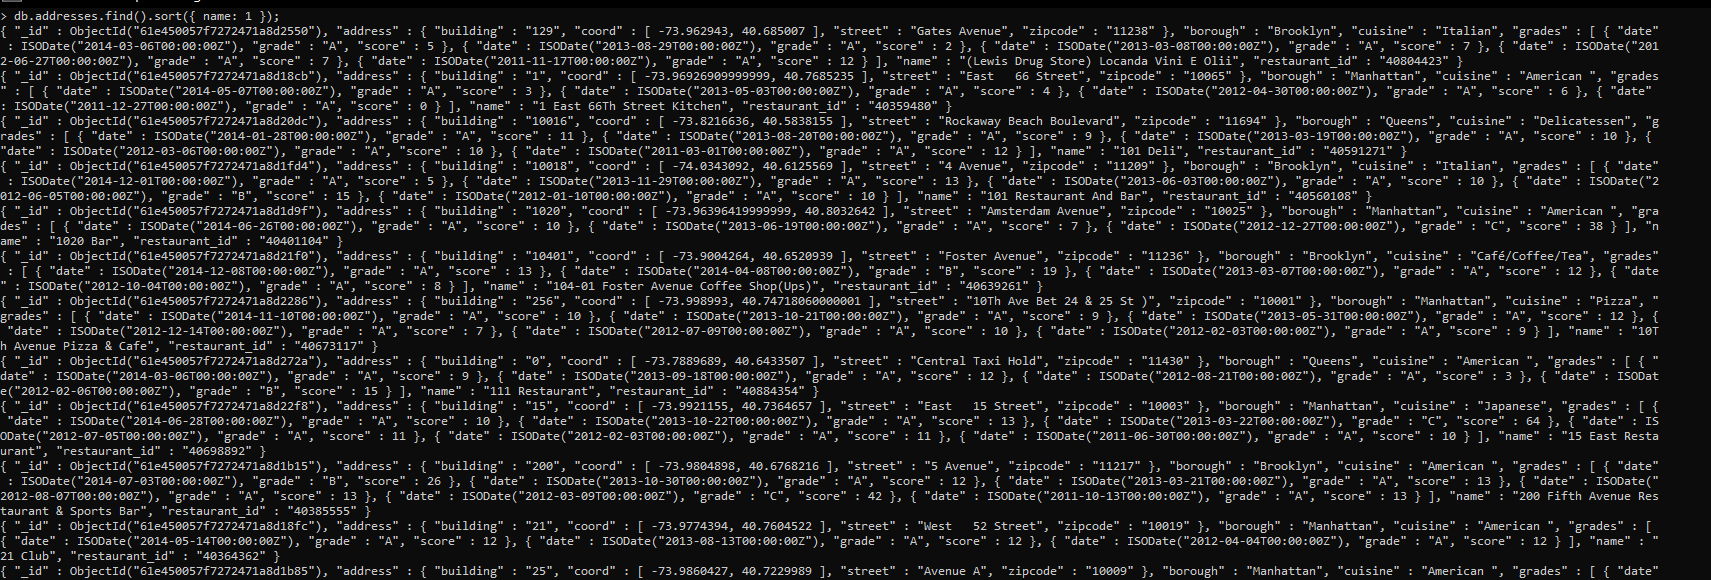 > db.addresses.find().sort({ name: 1 });
{ "_id" : ObjectId("61e450057f7272471a8d2550"), "address" : { "building" : "129", "coord" : [ -73.962943, 40.685007 ], "street" : "Gates Avenue", "zipcode" : "11238" }, "borough" : "Brooklyn", "cuisine" : "Italian", "grades" : [ { "date"
: ISODate("2014-03-06T00:00:00Z"), "grade" : "A", "score" : 5 }, { "date" : ISODate("2013-08-29T00:00:00Z"), "grade" : "A", "score" : 2 }, { "date" : ISODate("2013-03-08T00:00:00Z"), "grade" : "A", "score" : 7 }, { "date" : ISODate("201
2-06-27T00:00:00Z"), "grade" : "A", "score" : 7 }, { "date" : ISODate("2011-11-17T00:00:00Z"), "grade" : "A", "score" : 12 } ], "name" : "(Lewis Drug Store) Locanda Vini E Olii", "restaurant_id" : "40804423" }
{ "_id" : ObjectId("61e450057f7272471a8d18cb"), "address" : { "building" : "1", "coord" : [ -73.96926909999999, 40.7685235 ], "street" : "East   66 Street", "zipcode" : "10065" }, "borough" : "Manhattan", "cuisine" : "American ", "grades
" : [ { "date" : ISODate("2014-05-07T00:00:00Z"), "grade" : "A", "score" : 3 }, { "date" : ISODate("2013-05-03T00:00:00Z"), "grade" : "A", "score" : 4 }, { "date" : ISODate("2012-04-30T00:00:00Z"), "grade" : "A", "score" : 6 }, { "date"
: ISODate("2011-12-27T00:00:00Z"), "grade" : "A", "score" : 0 } ], "name" : "1 East 66Th Street Kitchen", "restaurant_id" : "40359480" }
{ "_id" : ObjectId("61e450057f7272471a8d20dc"), "address" : { "building" : "10016", "coord" : [ -73.8216636, 40.5838155 ], "street" : "Rockaway Beach Boulevard", "zipcode" : "11694" }, "borough" : "Queens", "cuisine" : "Delicatessen", "g
rades" : [ { "date" : ISODate("2014-01-28T00:00:00Z"), "grade" : "A", "score" : 11 }, { "date" : ISODate("2013-08-20T00:00:00Z"), "grade" : "A", "score" : 9 }, { "date" : ISODate("2013-03-19T00:00:00Z"), "grade" : "A", "score" : 10 }, {
"date" : ISODate("2012-03-06T00:00:00Z"), "grade" : "A", "score" : 10 }, { "date" : ISODate("2011-03-01T00:00:00Z"), "grade" : "A", "score" : 12 } ], "name" : "101 Deli", "restaurant_id" : "40591271" }
{ "_id" : ObjectId("61e450057f7272471a8d1fd4"), "address" : { "building" : "10018", "coord" : [ -74.0343092, 40.6125569 ], "street" : "4 Avenue", "zipcode" : "11209" }, "borough" : "Brooklyn", "cuisine" : "Italian", "grades" : [ { "date"
: ISODate("2014-12-01T00:00:00Z"), "grade" : "A", "score" : 5 }, { "date" : ISODate("2013-11-29T00:00:00Z"), "grade" : "A", "score" : 13 }, { "date" : ISODate("2013-06-03T00:00:00Z"), "grade" : "A", "score" : 10 }, { "date" : ISODate("2
012-06-05T00:00:00Z"), "grade" : "B", "score" : 15 }, { "date" : ISODate("2012-01-10T00:00:00Z"), "grade" : "A", "score" : 10 } ], "name" : "101 Restaurant And Bar", "restaurant_id" : "40560108" }
{ "_id" : ObjectId("61e450057f7272471a8d1d9f"), "address" : { "building" : "1020", "coord" : [ -73.96396419999999, 40.8032642 ], "street" : "Amsterdam Avenue", "zipcode" : "10025" }, "borough" : "Manhattan", "cuisine" : "American ", "gra
des" : [ { "date" : ISODate("2014-06-26T00:00:00Z"), "grade" : "A", "score" : 10 }, { "date" : ISODate("2013-06-19T00:00:00Z"), "grade" : "A", "score" : 7 }, { "date" : ISODate("2012-12-27T00:00:00Z"), "grade" : "C", "score" : 38 } ], "n
ame" : "1020 Bar", "restaurant_id" : "40401104" }
{ "_id" : ObjectId("61e450057f7272471a8d21f0"), "address" : { "building" : "10401", "coord" : [ -73.9004264, 40.6520939 ], "street" : "Foster Avenue", "zipcode" : "11236" }, "borough" : "Brooklyn", "cuisine" : "Café/Coffee/Tea", "grades"
: [ { "date" : ISODate("2014-12-08T00:00:00Z"), "grade" : "A", "score" : 13 }, { "date" : ISODate("2014-04-08T00:00:00Z"), "grade" : "B", "score" : 19 }, { "date" : ISODate("2013-03-07T00:00:00Z"), "grade" : "A", "score" : 12 }, { "date"
: ISODate("2012-10-04T00:00:00Z"), "grade" : "A", "score" : 8 } ], "name" : "104-01 Foster Avenue Coffee Shop(Ups)", "restaurant_id" : "40639261" }
{ "_id" : ObjectId("61e450057f7272471a8d2286"), "address" : { "building" : "256", "coord" : [ -73.998993, 40.74718060000001 ], "street" : "10Th Ave Bet 24 & 25 St )", "zipcode" : "10001" }, "borough" : "Manhattan", "cuisine" : "Pizza", "
grades" : [ { "date" : ISODate("2014-11-10T00:00:00Z"), "grade" : "A", "score" : 10 }, { "date" : ISODate("2013-10-21T00:00:00Z"), "grade" : "A", "score" : 9 }, { "date" : ISODate("2013-05-31T00:00:00Z"), "grade" : "A", "score" : 12 }, {
"date" : ISODate("2012-12-14T00:00:00Z"), "grade" : "A", "score" : 7 }, { "date" : ISODate("2012-07-09T00:00:00Z"), "grade" : "A", "score" : 10 }, { "date" : ISODate("2012-02-03T00:00:00Z"), "grade" : "A", "score" : 9 } ], "name" : "10T
h Avenue Pizza & Cafe", "restaurant_id" : "40673117" }
{ "_id" : ObjectId("61e450057f7272471a8d272a"), "address" : { "building" : "0", "coord" : [ -73.7889689, 40.6433507 ], "street" : "Central Taxi Hold", "zipcode" : "11430" }, "borough" : "Queens", "cuisine" : "American ", "grades" : [ { "
date" : ISODate("2014-03-06T00:00:00Z"), "grade" : "A", "score" : 9 }, { "date" : ISODate("2013-09-18T00:00:00Z"), "grade" : "A", "score" : 12 }, { "date" : ISODate("2012-08-21T00:00:00Z"), "grade" : "A", "score" : 3 }, { "date" : ISODat
e("2012-02-06T00:00:00Z"), "grade" : "B", "score" : 15 } ], "name" : "111 Restaurant", "restaurant_id" : "40884354" }
{ "_id" : ObjectId("61e450057f7272471a8d22f8"), "address" : { "building" : "15", "coord" : [ -73.9921155, 40.7364657 ], "street" : "East   15 Street", "zipcode" : "10003" }, "borough" : "Manhattan", "cuisine" : "Japanese", "grades" : [ {
"date" : ISODate("2014-06-28T00:00:00Z"), "grade" : "A", "score" : 10 }, { "date" : ISODate("2013-10-22T00:00:00Z"), "grade" : "A", "score" : 13 }, { "date" : ISODate("2013-03-22T00:00:00Z"), "grade" : "C", "score" : 64 }, { "date" : IS
ODate("2012-07-05T00:00:00Z"), "grade" : "A", "score" : 11 }, { "date" : ISODate("2012-02-03T00:00:00Z"), "grade" : "A", "score" : 11 }, { "date" : ISODate("2011-06-30T00:00:00Z"), "grade" : "A", "score" : 10 } ], "name" : "15 East Resta
urant", "restaurant_id" : "40698892" }
{ "_id" : ObjectId("61e450057f7272471a8d1b15"), "address" : { "building" : "200", "coord" : [ -73.9804898, 40.6768216 ], "street" : "5 Avenue", "zipcode" : "11217" }, "borough" : "Brooklyn", "cuisine" : "American ", "grades" : [ { "date"
: ISODate("2014-07-03T00:00:00Z"), "grade" : "B", "score" : 26 }, { "date" : ISODate("2013-10-30T00:00:00Z"), "grade" : "A", "score" : 12 }, { "date" : ISODate("2013-03-21T00:00:00Z"), "grade" : "A", "score" : 13 }, { "date" : ISODate("
2012-08-07T00:00:00Z"), "grade" : "A", "score" : 13 }, { "date" : ISODate("2012-03-09T00:00:00Z"), "grade" : "C", "score" : 42 }, { "date" : ISODate("2011-10-13T00:00:00Z"), "grade" : "A", "score" : 13 } ], "name" : "200 Fifth Avenue Res
taurant & Sports Bar", "restaurant_id" : "40385555" }
{ "_id" : ObjectId("61e450057f7272471a8d18fc"), "address" : { "building" : "21", "coord" : [ -73.9774394, 40.7604522 ], "street" : "West   52 Street", "zipcode" : "10019" }, "borough" : "Manhattan", "cuisine" : "American ", "grades" : [
{ "date" : ISODate("2014-05-14T00:00:00Z"), "grade" : "A", "score" : 12 }, { "date" : ISODate("2013-08-13T00:00:00Z"), "grade" : "A", "score" : 12 }, { "date" : ISODate("2012-04-04T00:00:00Z"), "grade" : "A", "score" : 12 } ], "name" : "
21 Club", "restaurant_id" : "40364362" }
{ "_id" : ObjectId("61e450057f7272471a8d1b85"), "address" : { "building" : "25", "coord" : [ -73.9860427, 40.7229989 ], "street" : "Avenue A", "zipcode" : "10009" }, "borough" : "Manhattan", "cuisine" : "American ", "grades" : [ { "date"